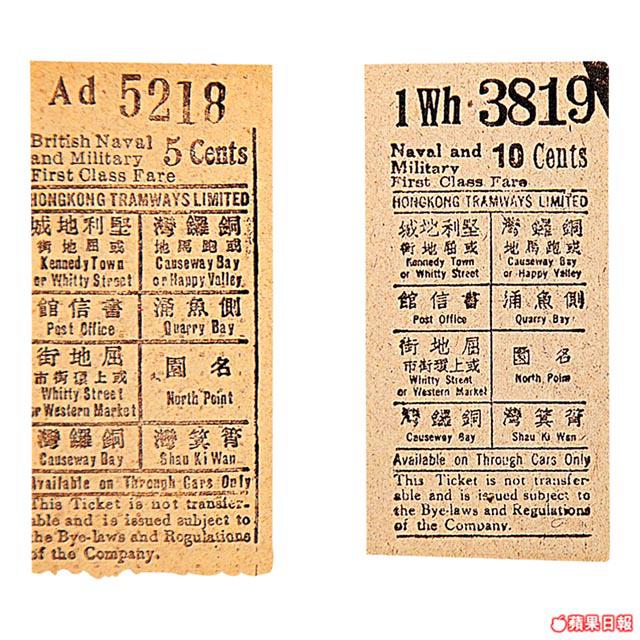 Ad 5218
British Naval
and Military
First Class Fare
5 Cents
HONGKONG TRAMWAYS LIMITED
堅利地城
或屈地街
Kennedy Town
or Whitty Street
銅鑼灣
或跑馬地
Causeway Bay
or Happy Valley
書信館
Post Office
側魚涌
Quarry Bay
屈地街
或上環街市
Whitty Street
or Western Market
名園
North Point
銅鑼灣
Causeway Bay
筲箕灣
Shau Ki Wan
Available on Through Cars Only
This Ticket is not transfer-
able and is issued subject to
the Bye-laws and Regulations
of the Company.
1 Wh 3819
Naval and
Military
First Class Fare
10 Cents
HONGKONG TRAMWAYS LIMITED
堅利地城
或屈地街
Kennedy Town
or Whitty Street
銅鑼灣
或跑馬地
Causeway Bay
or Happy Valley
書信館
Post Office
側魚涌
Quarry Bay
屈地街
或上環街市
Whitty Street
or Western Market
名園
North Point
銅鑼灣
Causeway Bay
筲箕灣
Shau Ki Wan
Available on Through Cars Only
This Ticket is not transfer-
able and is issued subject to
the Bye-laws and Regulations
of the Company.
蘋果日報